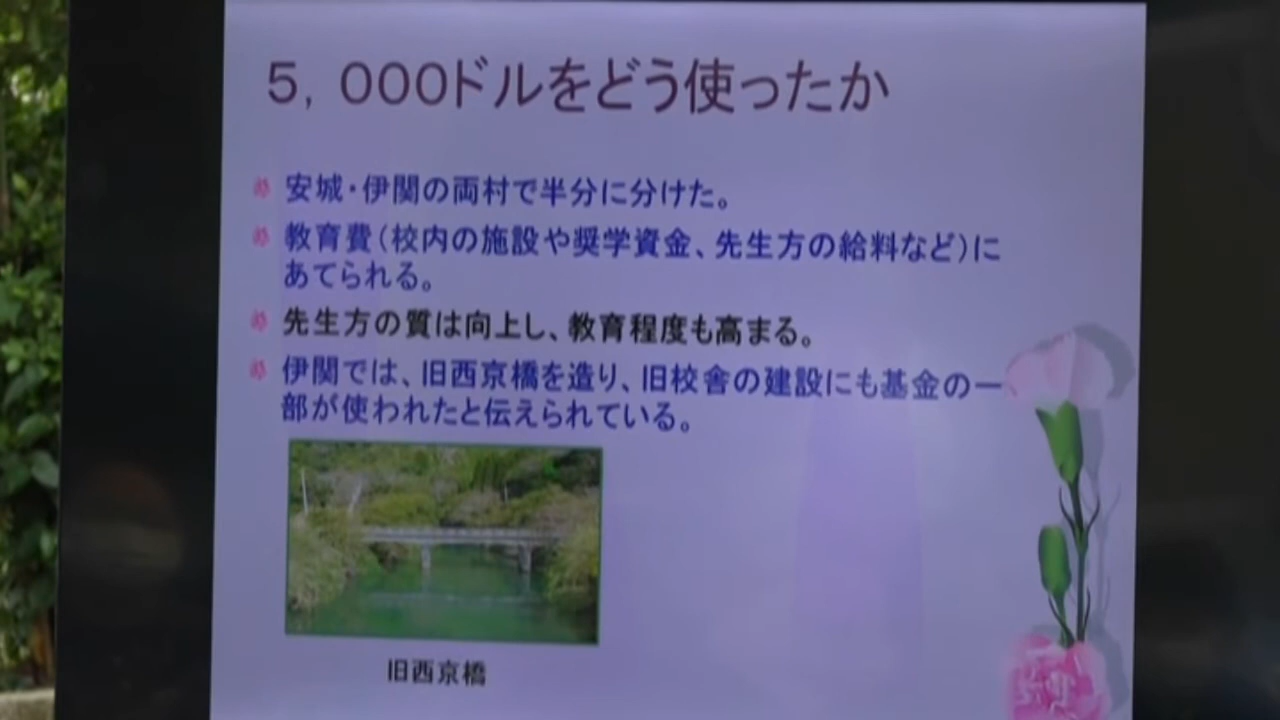 5，000ドルをどう使ったか
安城・伊関の両村で半分に分けた。
教育費（校内の施設や奨学資金、先生方の給料など）に
あてられる。
先生方の質は向上し、教育程度も高まる。
伊関では、旧西京橋を造り、旧校舎の建設にも基金の一
部が使われたと伝えられている。
旧西京橋